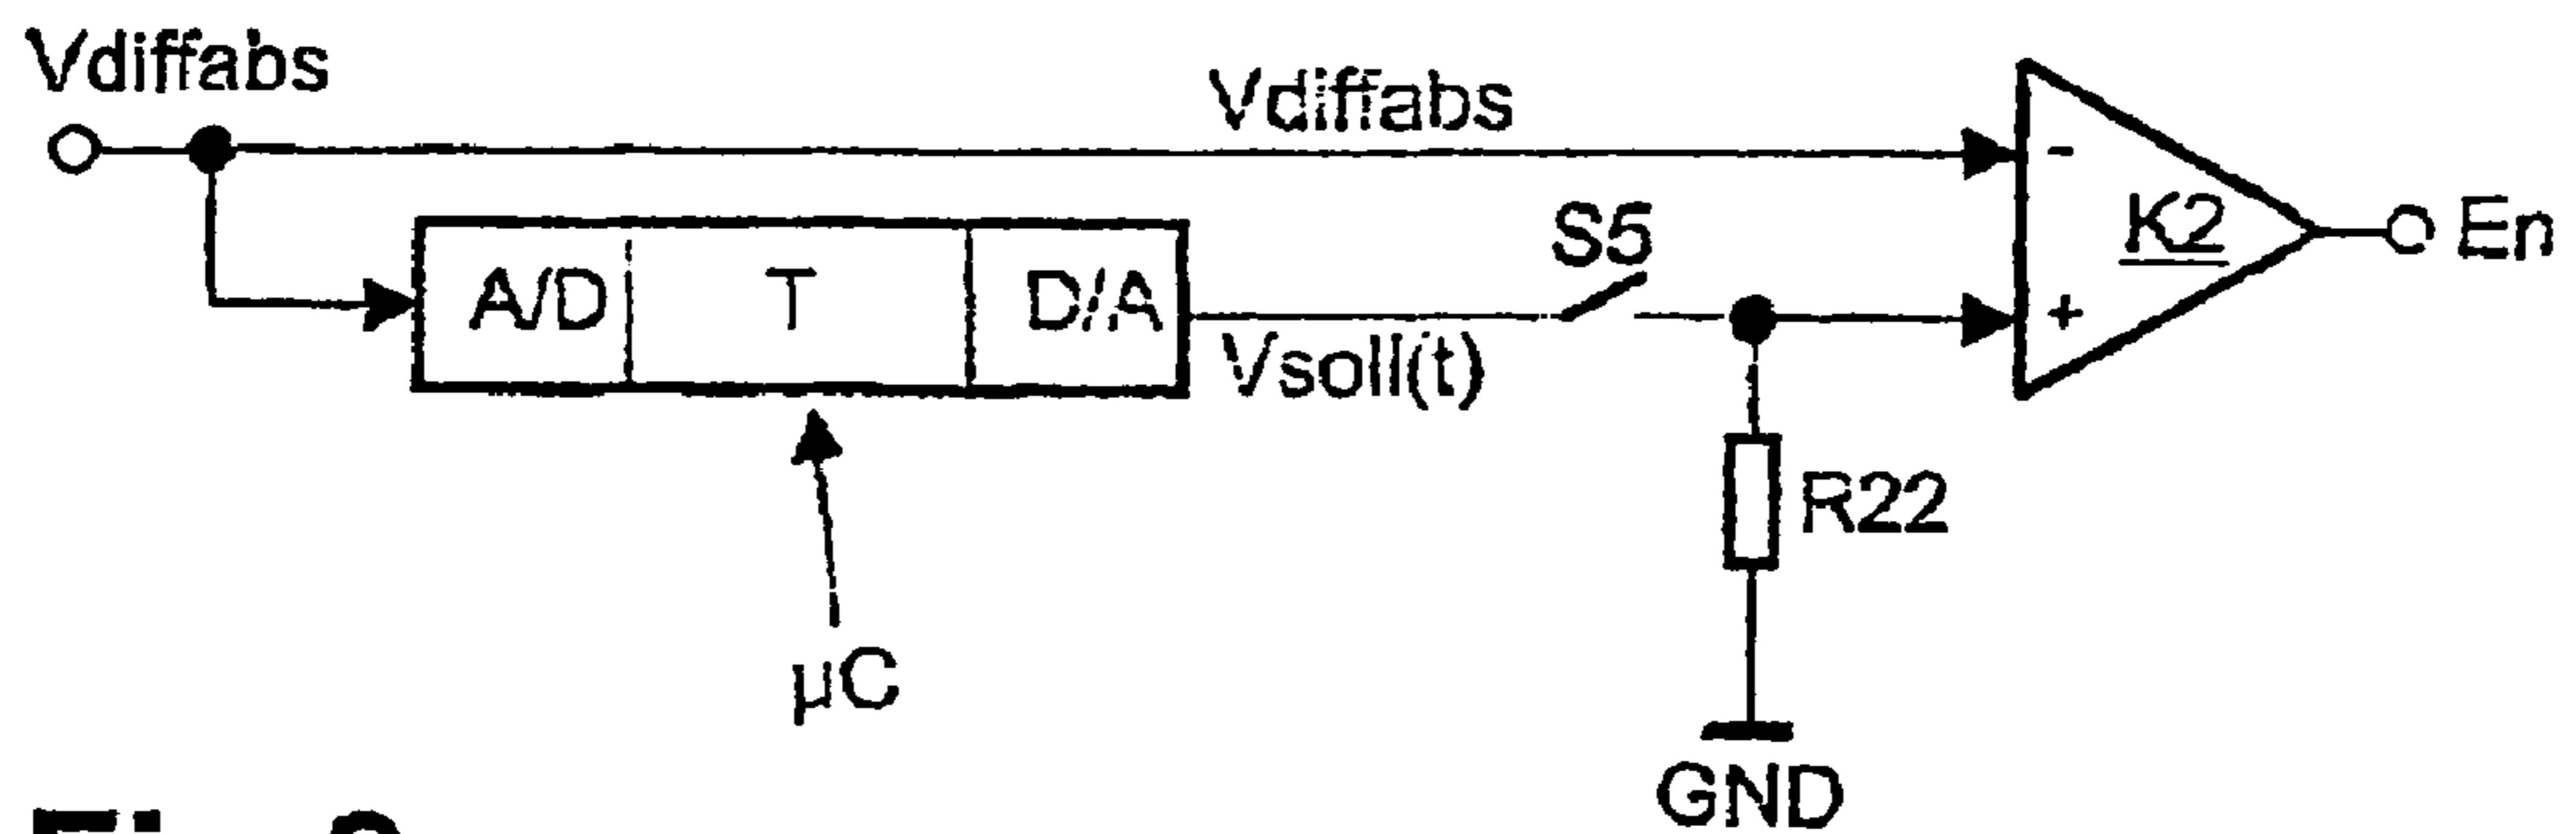 Vdiffabs
Vdiffabs
-
K2
En
S5
A/D T D/A
+
Vsoll(t)
R22
µC
GND